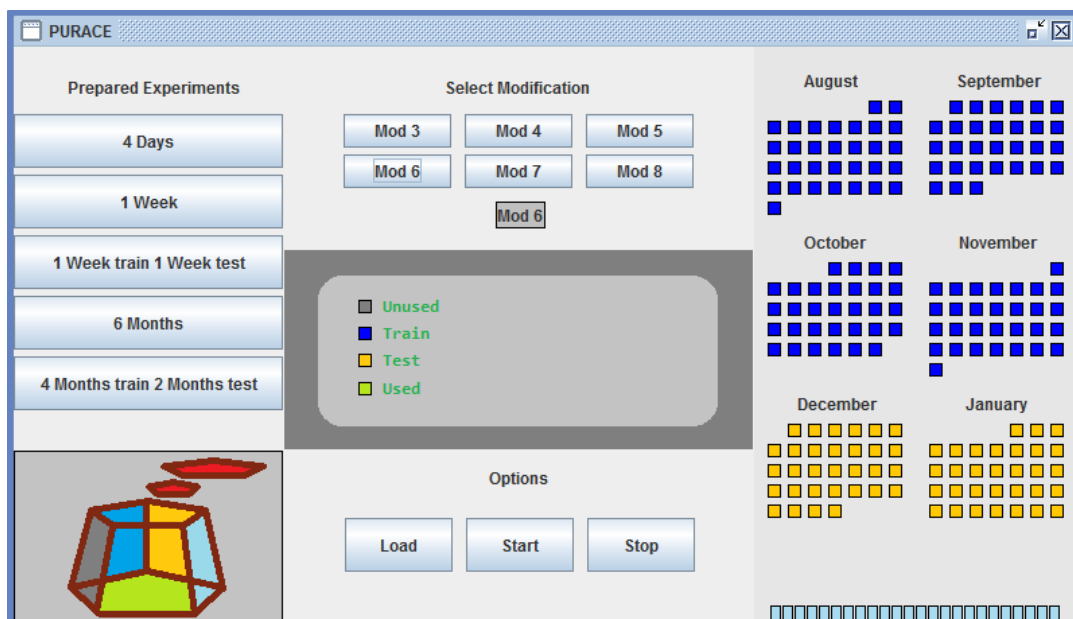 PURACE
Prepared Experiments
4 Days
1 Week
1 Week train 1 Week test
6 Months
4 Months train 2 Months test
Select Modification
Mod 3 Mod 4 Mod 5
Mod 6 Mod 7 Mod 8
Mod 6
Unused
Train
Test
Used
Options
Load Start Stop
August September
October November
December January